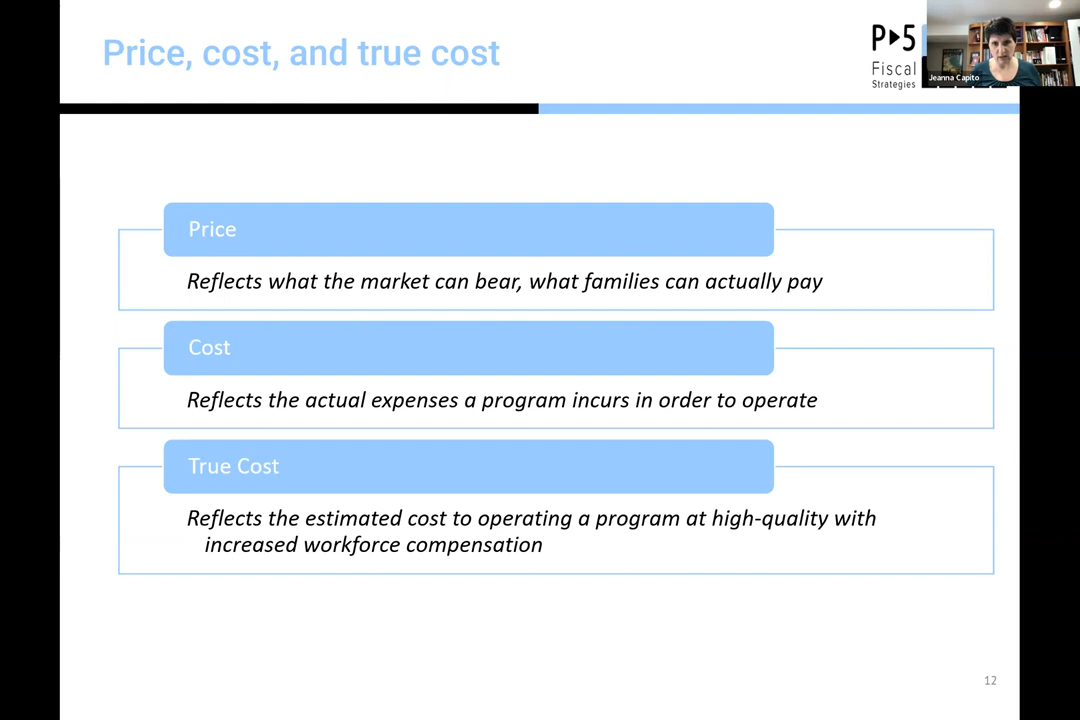 Price, cost, and true cost
P▶5
Fiscal
Strategies
Jeanna Capito
Price
Reflects what the market can bear, what families can actually pay
Cost
Reflects the actual expenses a program incurs in order to operate
True Cost
Reflects the estimated cost to operating a program at high-quality with
increased workforce compensation
12